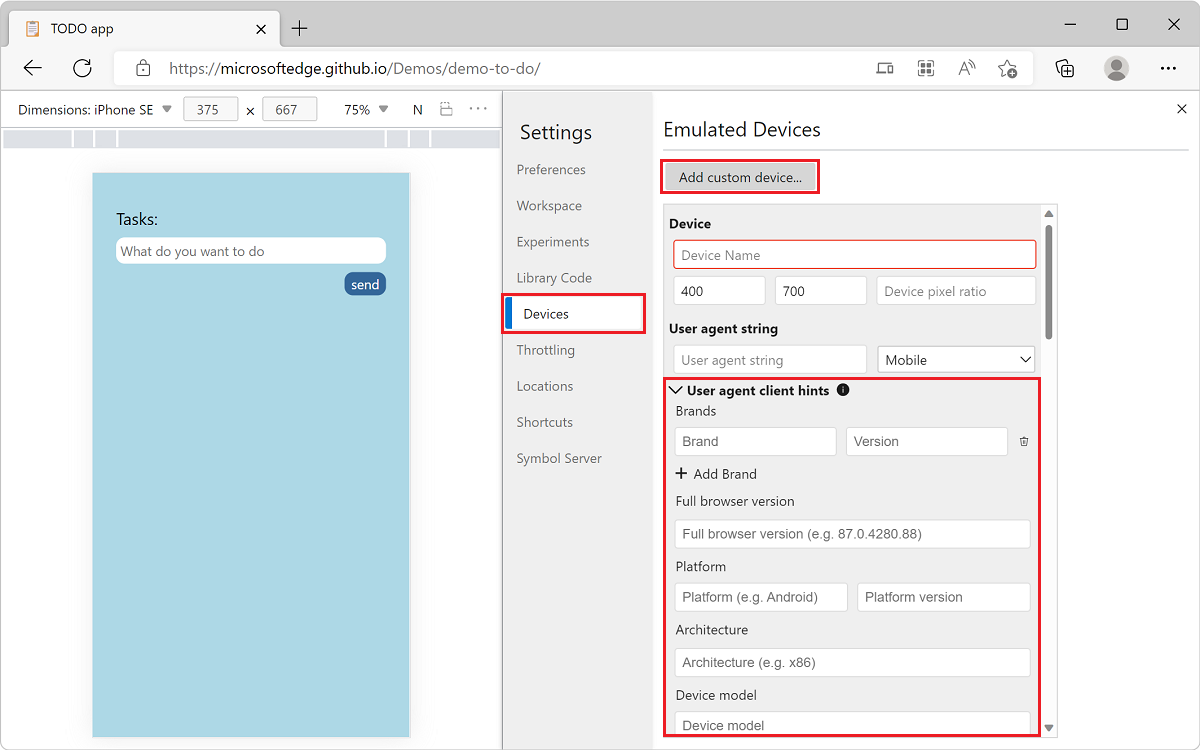 TODO app
https://microsoftedge.github.io/Demos/demo-to-do/
Dimensions: iPhone SE 375 x 667 75% N
Tasks:
What do you want to do
send
Settings
Preferences
Workspace
Experiments
Library Code
Devices
Throttling
Locations
Shortcuts
Symbol Server
Emulated Devices
Add custom device...
Device
Device Name
400 700 Device pixel ratio
User agent string
User agent string Mobile
User agent client hints
Brands
Brand Version
Add Brand
Full browser version
Full browser version (e.g. 87.0.4280.88)
Platform
Platform (e.g. Android) Platform version
Architecture
Architecture (e.g. x86)
Device model
Device model